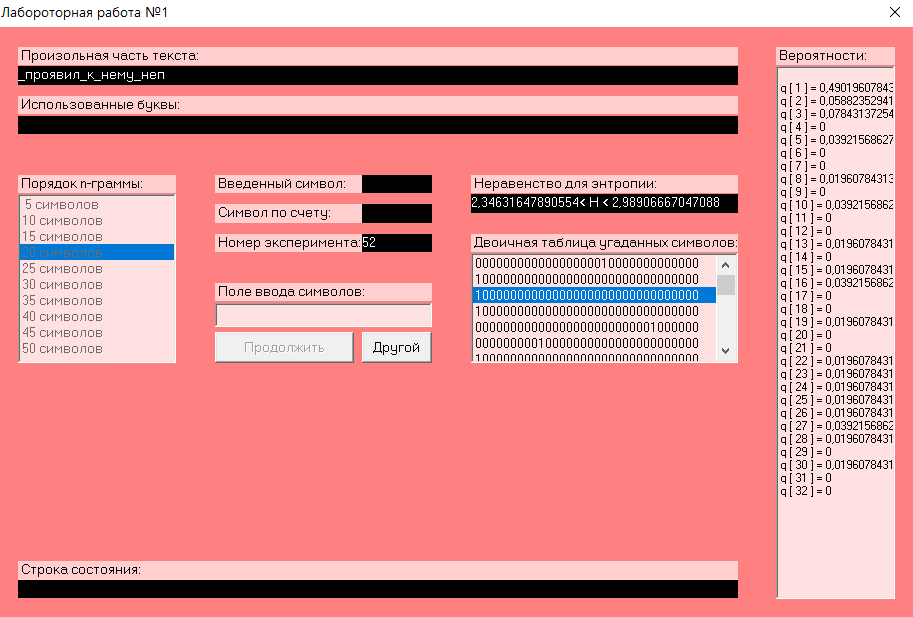 Лабороторная работа №1
Произольная часть текста:
_проявил_к_нему_неп
Использованные буквы:
Порядок n-граммы:
5 символов
10 символов
15 символов
20 символов
25 символов
30 символов
35 символов
40 символов
45 символов
50 символов
Введенный символ:
Символ по счету:
Номер эксперимента: 52
Поле ввода символов:
Продолжить
Другой
Неравенство для энтропии:
2,34631647890554< H < 2,98906667047088
Двоичная таблица угаданных символов:
00000000000000000010000000000000
10000000000000000000000000000000
10000000000000000000000000000000
10000000000000000000000000000000
00000000000000000000000001000000
00000000010000000000000000000000
10000000000000000000000000000000
Вероятности:
q [ 1 ] = 0,49019607843
q [ 2 ] = 0,05882352941
q [ 3 ] = 0,07843137254
q [ 4 ] = 0
q [ 5 ] = 0,03921568627
q [ 6 ] = 0
q [ 7 ] = 0
q [ 8 ] = 0,01960784313
q [ 9 ] = 0
q [ 10 ] = 0,0392156862
q [ 11 ] = 0
q [ 12 ] = 0
q [ 13 ] = 0,0196078431
q [ 14 ] = 0
q [ 15 ] = 0,0196078431
q [ 16 ] = 0,0392156862
q [ 17 ] = 0
q [ 18 ] = 0
q [ 19 ] = 0,0196078431
q [ 20 ] = 0
q [ 21 ] = 0
q [ 22 ] = 0,0196078431
q [ 23 ] = 0,0196078431
q [ 24 ] = 0,0196078431
q [ 25 ] = 0,0196078431
q [ 26 ] = 0,0196078431
q [ 27 ] = 0,0392156862
q [ 28 ] = 0,0196078431
q [ 29 ] = 0
q [ 30 ] = 0,0196078431
q [ 31 ] = 0
q [ 32 ] = 0
Строка состояния: